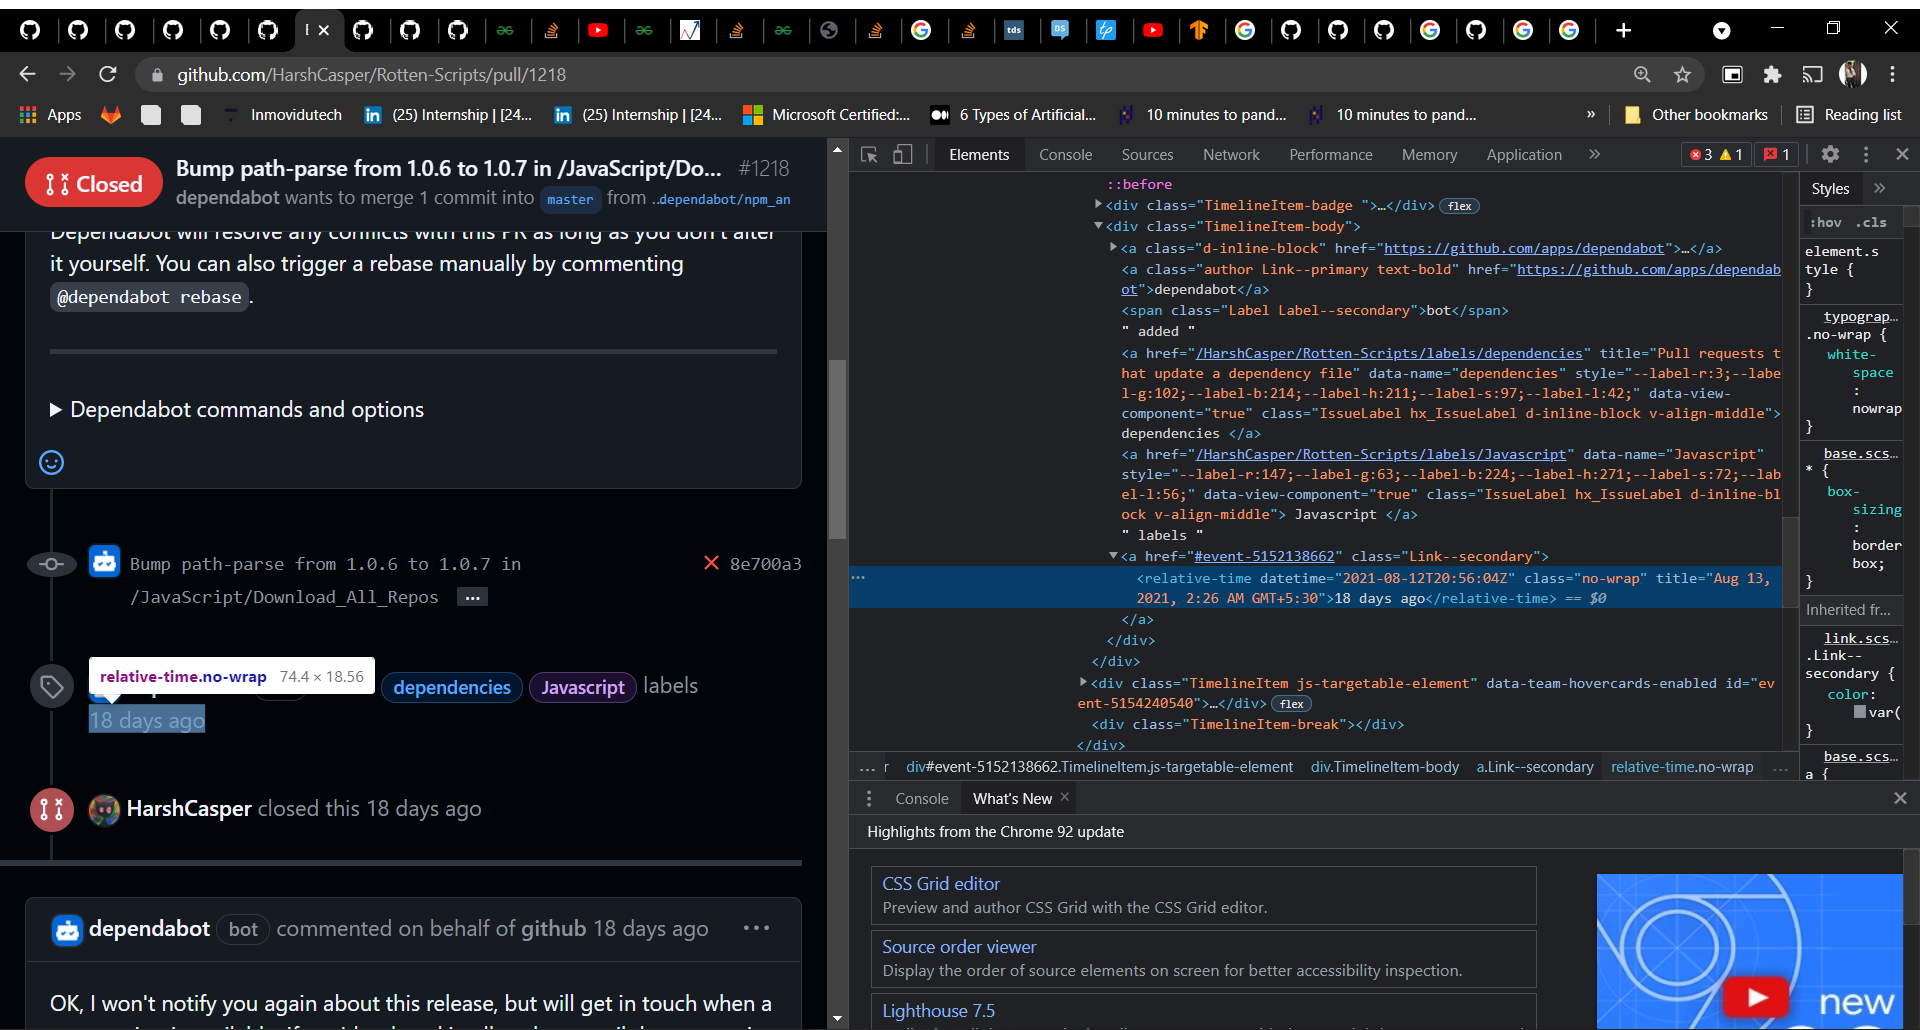 tds
DS
tp
github.com/HarshCasper/Rotten-Scripts/pull/1218
Apps
Inmovidutech
(25) Internship | [24...
(25) Internship | [24...
Microsoft Certified:...
6 Types of Artificial...
10 minutes to pand...
10 minutes to pand...
»
Other bookmarks
Reading list
Closed
Bump path-parse from 1.0.6 to 1.0.7 in /JavaScript/Do... #1218
dependabot wants to merge 1 commit into master from ..dependabot/npm_an
Dependabot will resolve any conflicts with this PR as long as you don't alter
it yourself. You can also trigger a rebase manually by commenting
@dependabot rebase.
Dependabot commands and options
Bump path-parse from 1.0.6 to 1.0.7 in
8e700a3
/JavaScript/Download_All_Repos ...
relative-time.no-wrap 74.4 × 18.56
dependencies Javascript labels
18 days ago
HarshCasper closed this 18 days ago
dependabot bot commented on behalf of github 18 days ago ...
OK, I won't notify you again about this release, but will get in touch when a
Elements Console Sources Network Performance Memory Application » 3 1 1
::before
<div class="TimelineItem-badge ">…</div> flex
<div class="TimelineItem-body">
<a class="d-inline-block" href="https://github.com/apps/dependabot">…</a>
<a class="author Link--primary text-bold" href="https://github.com/apps/dependab
ot">dependabot</a>
<span class="Label Label--secondary">bot</span>
" added "
<a href="/HarshCasper/Rotten-Scripts/labels/dependencies" title="Pull requests t
hat update a dependency file" data-name="dependencies" style="--label-r:3;--labe
l-g:102;--label-b:214;--label-h:211;--label-s:97;--label-l:42;" data-view-
component="true" class="IssueLabel hx_IssueLabel d-inline-block v-align-middle">
dependencies </a>
<a href="/HarshCasper/Rotten-Scripts/labels/Javascript" data-name="Javascript"
style="--label-r:147;--label-g:63;--label-b:224;--label-h:271;--label-s:72;--lab
el-l:56;" data-view-component="true" class="IssueLabel hx_IssueLabel d-inline-bl
ock v-align-middle"> Javascript </a>
" labels "
<a href="#event-5152138662" class="Link--secondary">
<relative-time datetime="2021-08-12T20:56:04Z" class="no-wrap" title="Aug 13,
2021, 2:26 AM GMT+5:30">18 days ago</relative-time> == $0
</a>
</div>
</div>
<div class="TimelineItem js-targetable-element" data-team-hovercards-enabled id="ev
ent-5154240540">…</div> flex
<div class="TimelineItem-break"></div>
</div>
... r div#event-5152138662.TimelineItem.js-targetable-element div.TimelineItem-body a.Link--secondary relative-time.no-wrap ...
Styles »
:hov .cls
element.s
tyle {
}
typograp…
.no-wrap {
white-
space
:
nowrap
}
base.scs…
* {
box-
sizing
:
border
box;
}
Inherited fr…
link.scs…
.Link--
secondary {
color:
var(
}
base.scs…
a {
Console What's New
Highlights from the Chrome 92 update
CSS Grid editor
Preview and author CSS Grid with the CSS Grid editor.
Source order viewer
Display the order of source elements on screen for better accessibility inspection.
Lighthouse 7.5
new